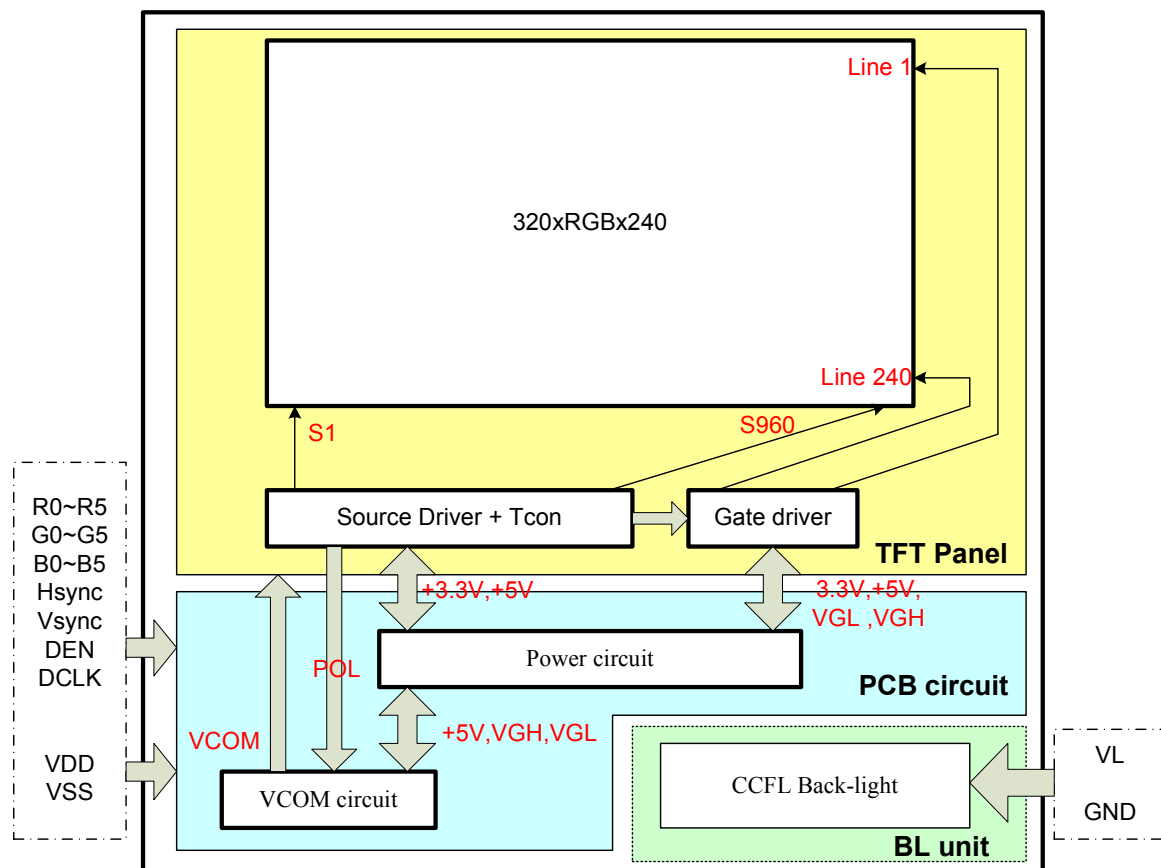 Line 1
320xRGBx240
Line 240
S1
S960
Source Driver + Tcon
Gate driver
TFT Panel
R0~R5
G0~G5
B0~B5
Hsync
Vsync
DEN
DCLK
VDD
VSS
+3.3V,+5V
3.3V,+5V,
VGL ,VGH
Power circuit
POL
PCB circuit
VCOM
+5V,VGH,VGL
VCOM circuit
CCFL Back-light
BL unit
VL
GND